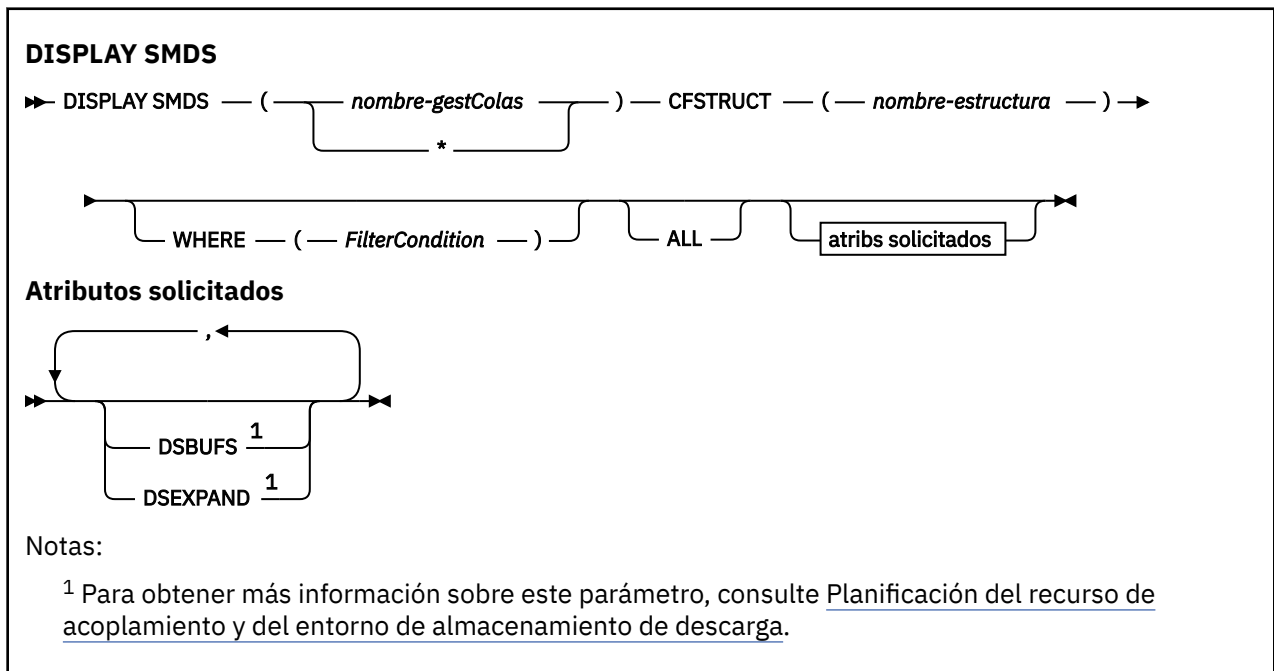 DISPLAY SMDS
DISPLAY SMDS ( nombre-gestColas ) CFSTRUCT ( nombre-estructura )
*
WHERE ( FilterCondition ) ALL atribs solicitados
Atributos solicitados
,
DSBUFS 1
DSEXPAND 1
Notas:
1 Para obtener más información sobre este parámetro, consulte Planificación del recurso de
acoplamiento y del entorno de almacenamiento de descarga.